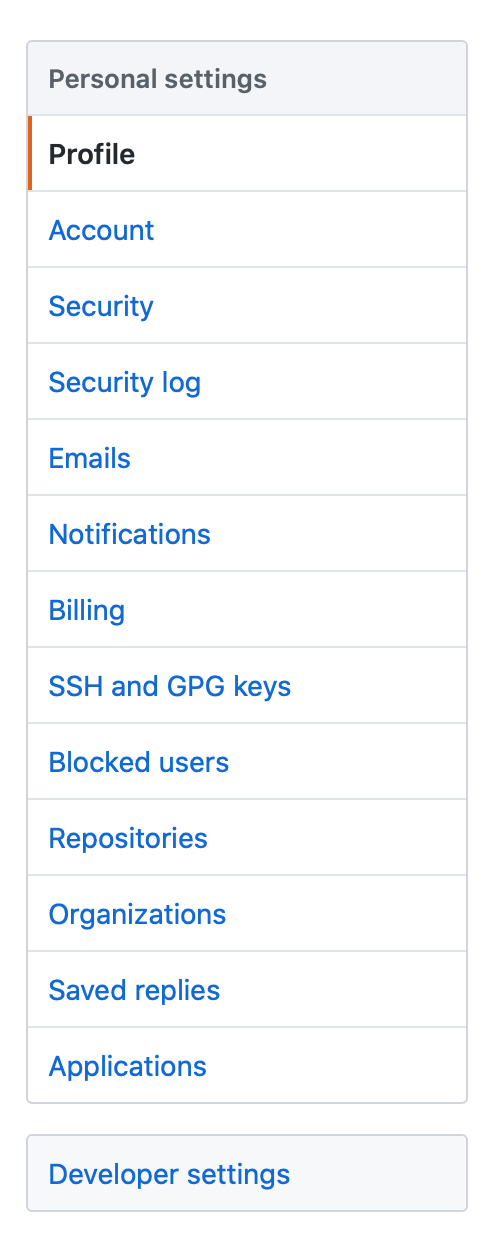 Personal settings
Profile
Account
Security
Security log
Emails
Notifications
Billing
SSH and GPG keys
Blocked users
Repositories
Organizations
Saved replies
Applications
Developer settings